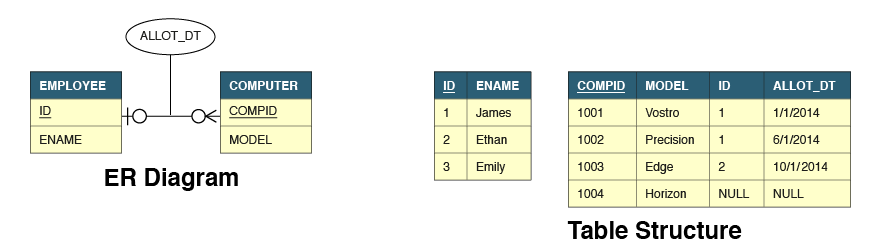 ALLOT_DT
EMPLOYEE
ID
ENAME
COMPUTER
COMPID
MODEL
ER Diagram
ID ENAME
1 James
2 Ethan
3 Emily
COMPID MODEL ID ALLOT_DT
1001 Vostro 1 1/1/2014
1002 Precision 1 6/1/2014
1003 Edge 2 10/1/2014
1004 Horizon NULL NULL
Table Structure